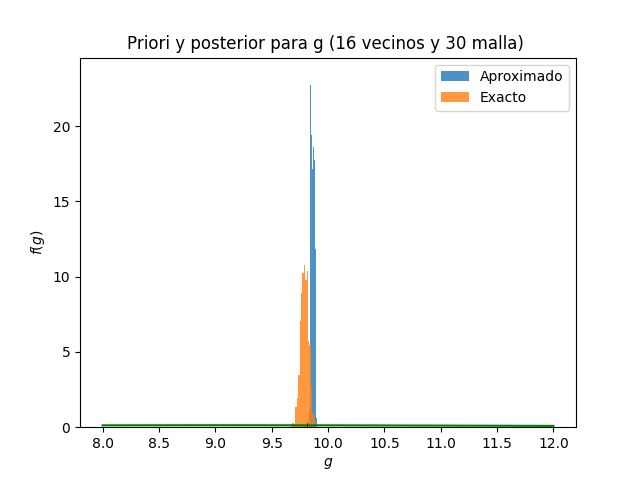 Priori y posterior para g (16 vecinos y 30 malla)
Aproximado
Exacto
f(g)
20
15
10
5
0
8.0 8.5 9.0 9.5 10.0 10.5 11.0 11.5 12.0
g